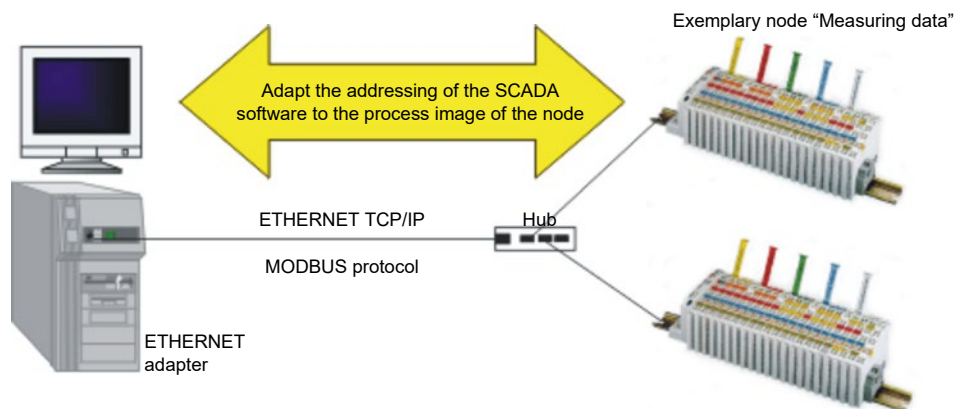 Exemplary node “Measuring data”
Adapt the addressing of the SCADA
software to the process image of the node
ETHERNET TCP/IP
Hub
MODBUS protocol
ETHERNET
adapter